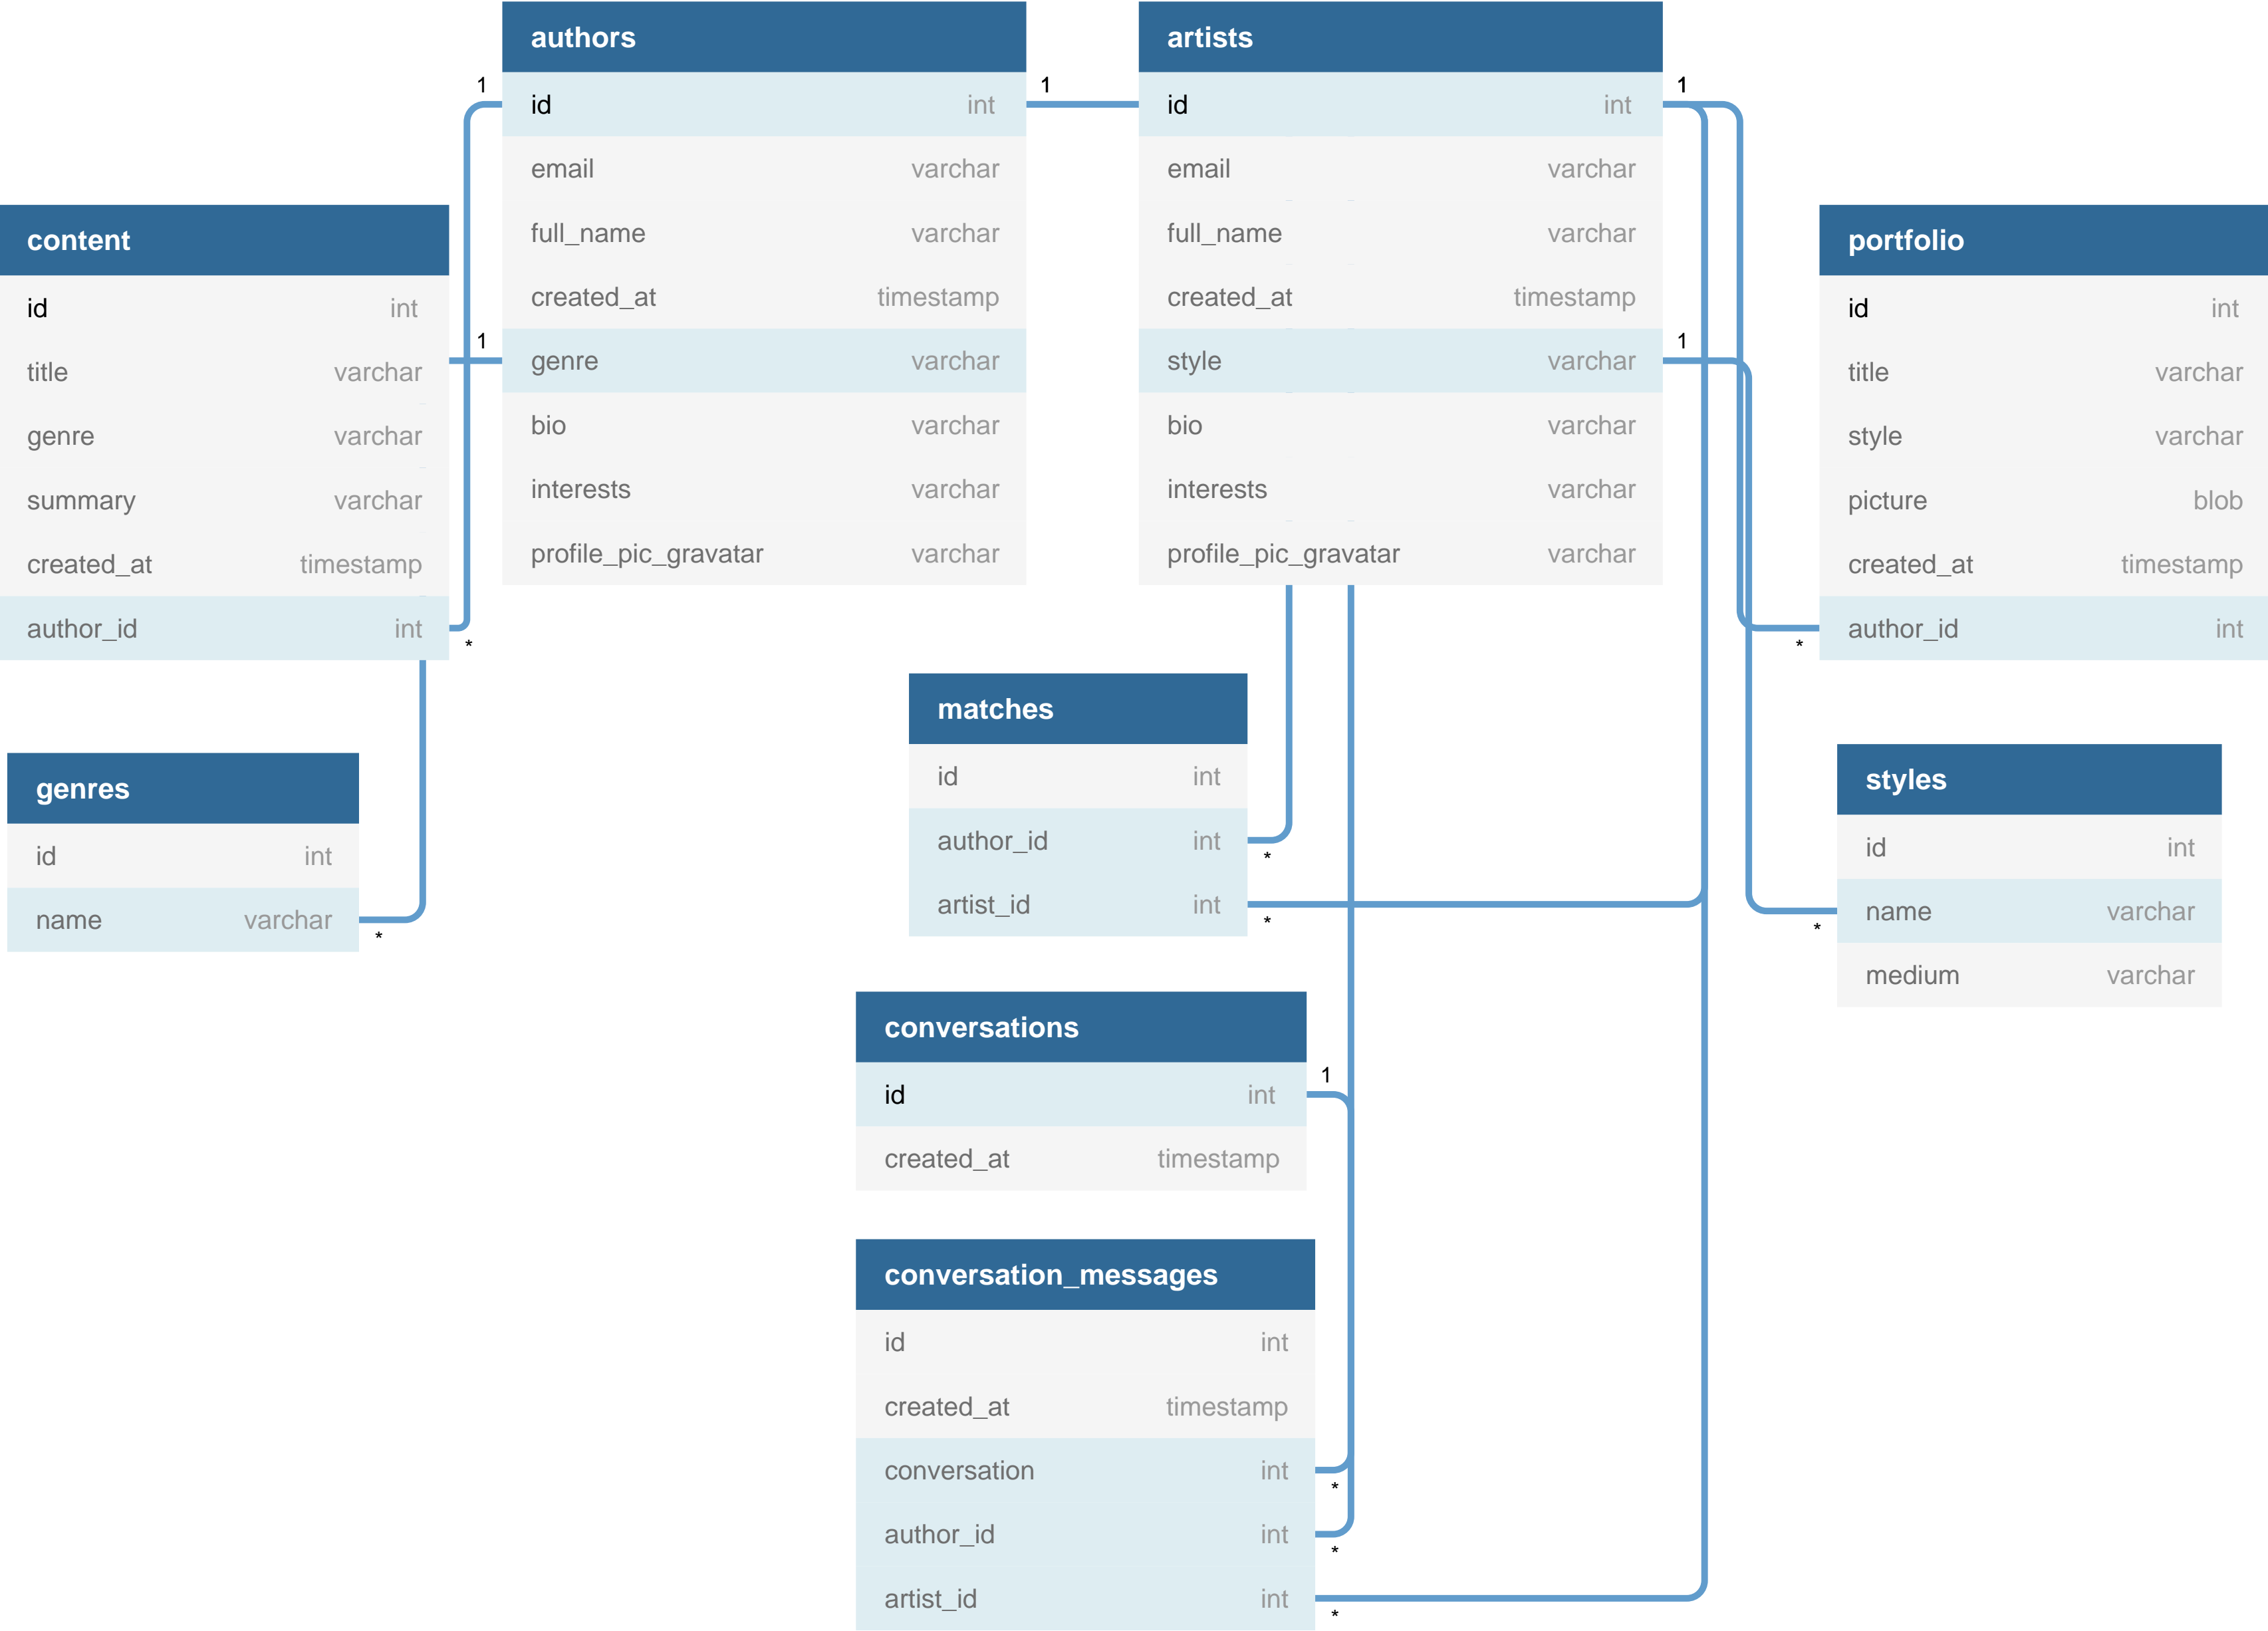 authors
1
1
id int
email varchar
full_name varchar
created_at timestamp
1
genre varchar
bio varchar
interests varchar
profile_pic_gravatar varchar
artists
1
id int
email varchar
full_name varchar
created_at timestamp
1
style varchar
bio varchar
interests varchar
profile_pic_gravatar varchar
content
id int
title varchar
genre varchar
summary varchar
created_at timestamp
author_id int
*
portfolio
id int
title varchar
style varchar
picture blob
created_at timestamp
author_id int
*
matches
id int
author_id int
*
artist_id int
*
genres
id int
name varchar
*
styles
id int
name varchar
*
medium varchar
conversations
1
id int
created_at timestamp
conversation_messages
id int
created_at timestamp
conversation int
*
author_id int
*
artist_id int
*